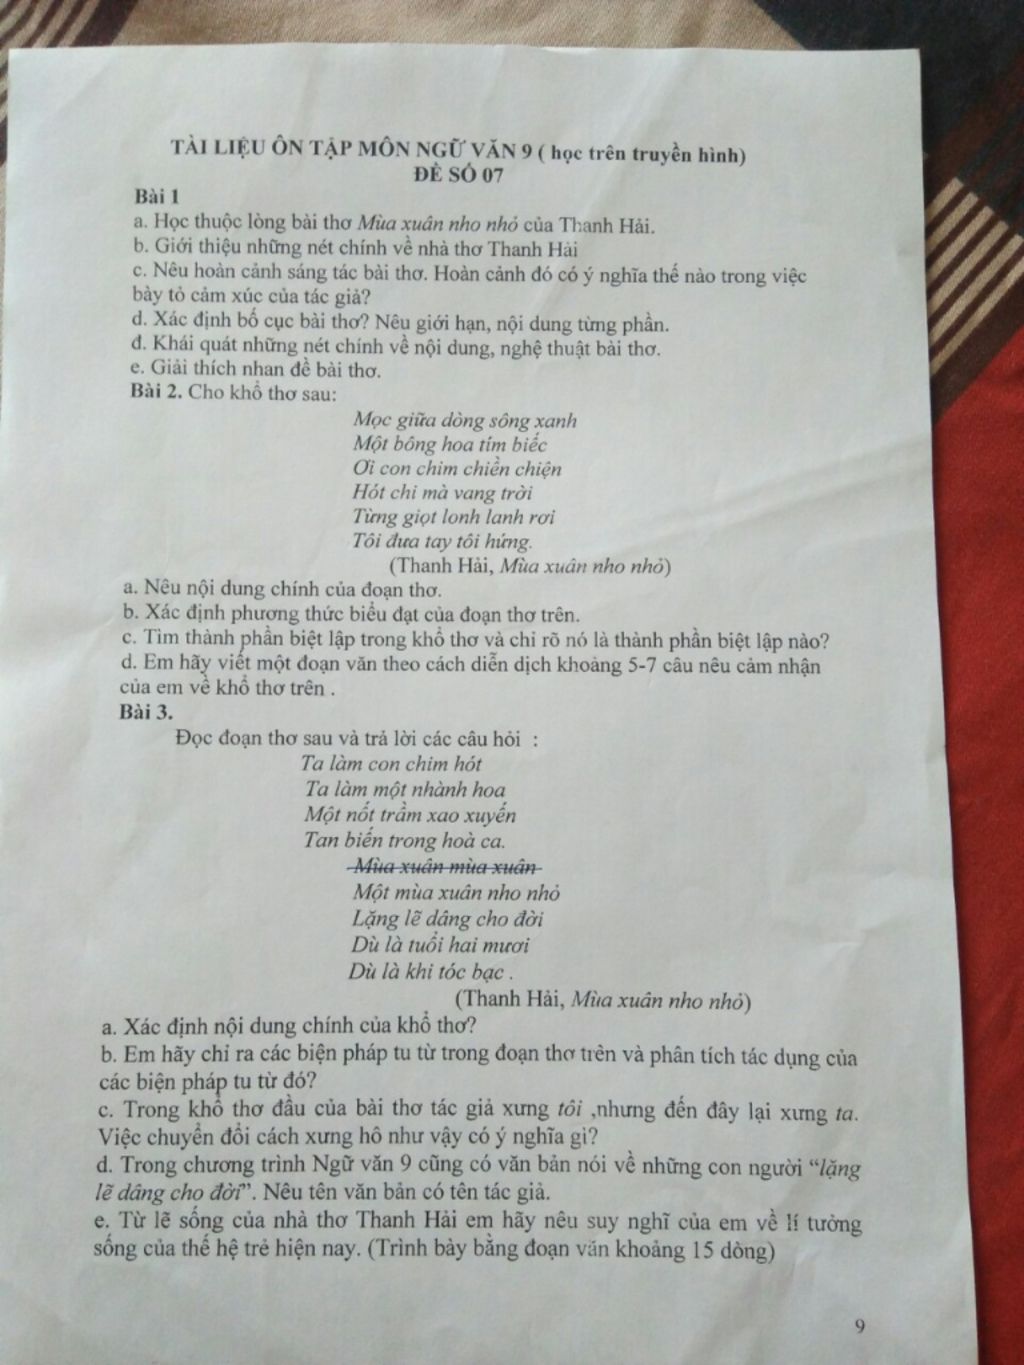 TÀI LIỆU ÔN TẬP MÔN NGỮ VĂN 9 ( học trên truyền hình)
ĐỀ SỐ 07
Bài 1
a. Học thuộc lòng bài thơ Mùa xuân nho nhỏ của Thanh Hải.
b. Giới thiệu những nét chính về nhà thơ Thanh Hải
c. Nêu hoàn cảnh sáng tác bài thơ. Hoàn cảnh đó có ý nghĩa thế nào trong việc
bày tỏ cảm xúc của tác giả?
d. Xác định bố cục bài thơ? Nêu giới hạn, nội dung từng phần.
đ. Khái quát những nét chính về nội dung, nghệ thuật bài thơ.
e. Giải thích nhan đề bài thơ.
Bài 2. Cho khổ thơ sau:
Mọc giữa dòng sông xanh
Một bông hoa tím biếc
Ơi con chim chiền chiện
Hót chi mà vang trời
Từng giọt lonh lanh rơi
Tôi đưa tay tôi hứng.
(Thanh Hải, Mùa xuân nho nhỏ)
a. Nêu nội dung chính của đoạn thơ.
b. Xác định phương thức biểu đạt của đoạn thơ trên.
c. Tìm thành phần biệt lập trong khổ thơ và chỉ rõ nó là thành phần biệt lập nào?
d. Em hãy viết một đoạn văn theo cách diễn dịch khoảng 5-7 câu nêu cảm nhận
của em về khổ thơ trên .
Bài 3.
Đọc đoạn thơ sau và trả lời các câu hỏi :
Ta làm con chim hót
Ta làm một nhành hoa
Một nốt trầm xao xuyến
Tan biến trong hoà ca.
Mùa xuân mùa xuân
Một mùa xuân nho nhỏ
Lặng lẽ dâng cho đời
Dù là tuổi hai mươi
Dù là khi tóc bạc .
(Thanh Hải, Mùa xuân nho nhỏ)
a. Xác định nội dung chính của khổ thơ?
b. Em hãy chỉ ra các biện pháp tu từ trong đoạn thơ trên và phân tích tác dụng của
các biện pháp tu từ đó?
c. Trong khổ thơ đầu của bài thơ tác giả xưng tôi ,nhưng đến đây lại xưng ta.
Việc chuyển đổi cách xưng hô như vậy có ý nghĩa gì?
d. Trong chương trình Ngữ văn 9 cũng có văn bản nói về những con người “lặng
lẽ dâng cho đời”. Nêu tên văn bản có tên tác giả.
e. Từ lẽ sống của nhà thơ Thanh Hải em hãy nêu suy nghĩ của em về lí tưởng
sống của thế hệ trẻ hiện nay. (Trình bày bằng đoạn văn khoảng 15 dòng)
9